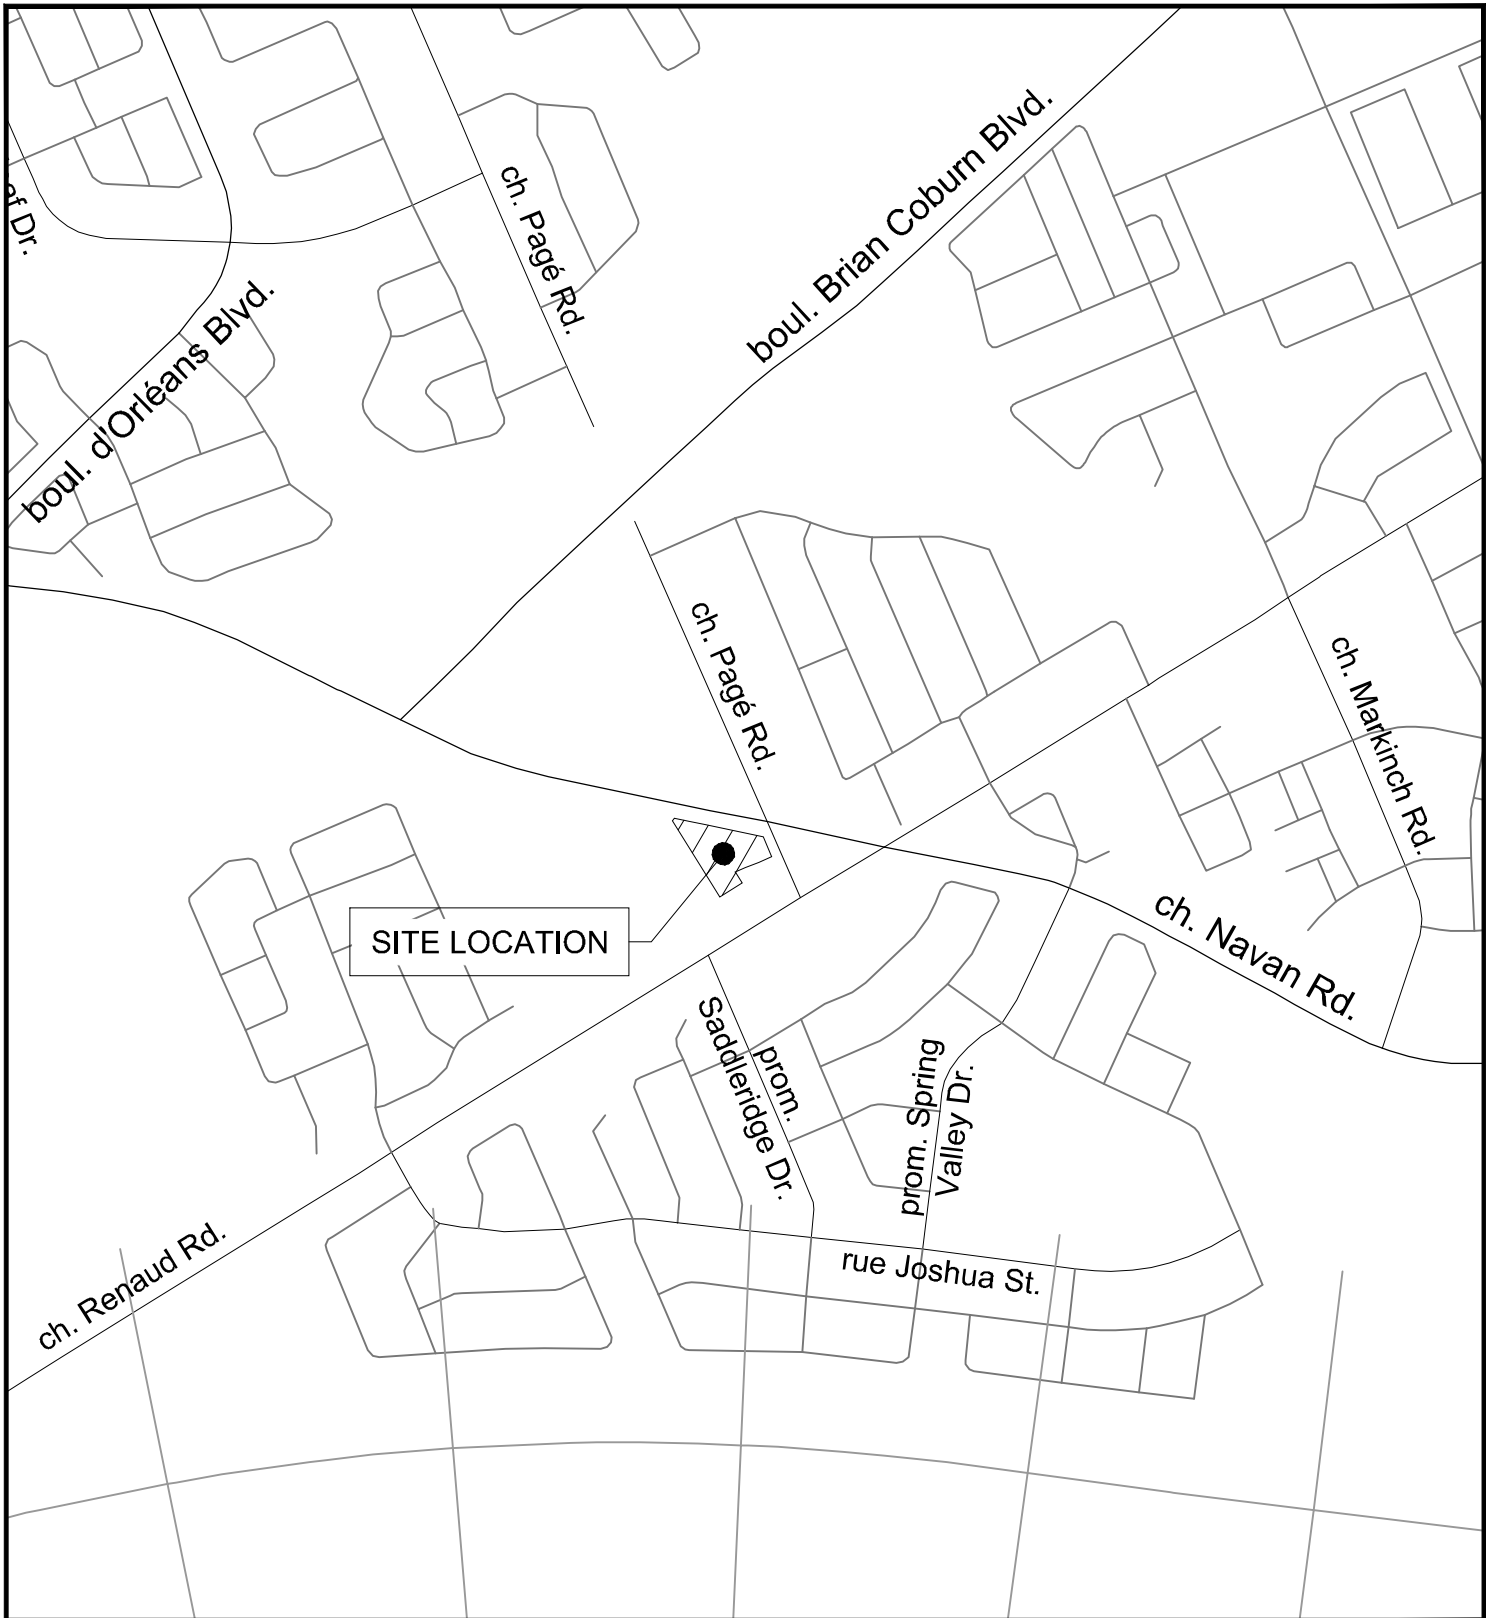 boul. Brian Coburn Blvd.
ch. Pagé Rd.
Dr.
boul. d'Orléans Blvd.
ch. Pagé Rd.
ch. Markinch Rd.
SITE LOCATION
ch. Navan Rd.
prom.
Saddleridge Dr.
prom. Spring
Valley Dr.
ch. Renaud Rd.
rue Joshua St.